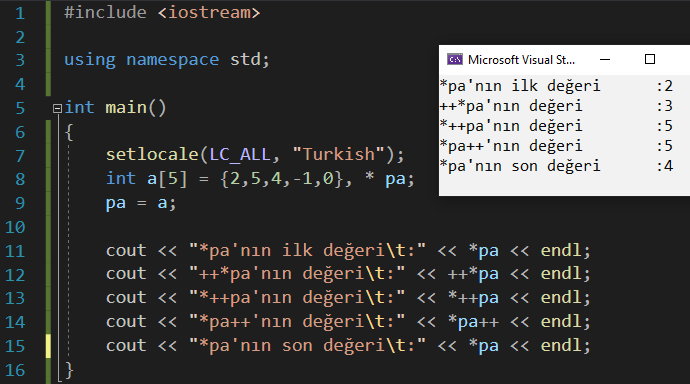 1 #include <iostream>
2
3 using namespace std;
4
5 int main()
6 {
7 setlocale(LC_ALL, "Turkish");
8 int a[5] = {2,5,4,-1,0}, * pa;
9 pa = a;
10
11 cout << "*pa'nın ilk değeri\t:" << *pa << endl;
12 cout << "++*pa'nın değeri\t:" << ++*pa << endl;
13 cout << "*++pa'nın değeri\t:" << *++pa << endl;
14 cout << "*pa++'nın değeri\t:" << *pa++ << endl;
15 cout << "*pa'nın son değeri\t:" << *pa << endl;
16 }
Microsoft Visual St...
*pa'nın ilk değeri :2
++*pa'nın değeri :3
*++pa'nın değeri :5
*pa++'nın değeri :5
*pa'nın son değeri :4